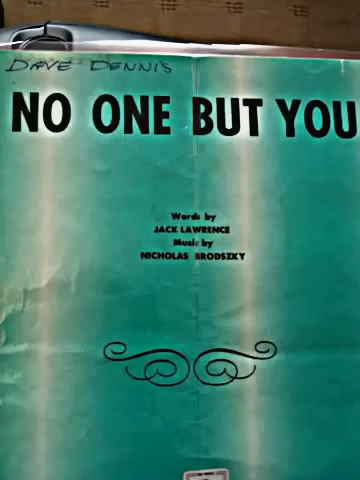 DAVE DENNIS
NO ONE BUT YOU
Words by
JACK LAWRENCE
Music by
NICHOLAS BRODSZKY